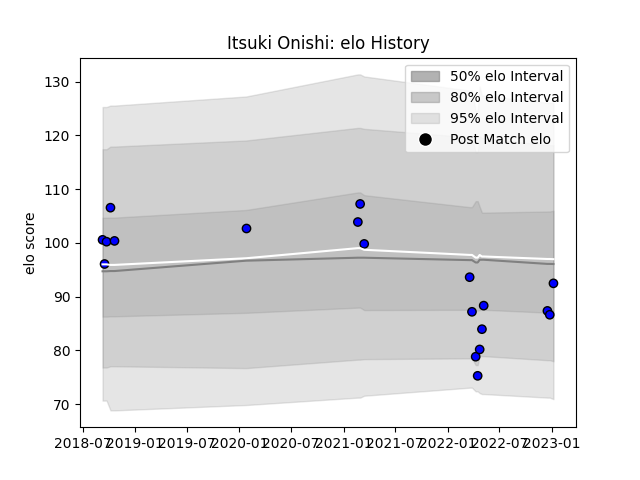 Itsuki Onishi: elo History
50% elo Interval
80% elo Interval
95% elo Interval
Post Match elo
elo score
130
120
110
100
90
80
70
2018-07 2019-01 2019-07 2020-01 2020-07 2021-01 2021-07 2022-01 2022-07 2023-01